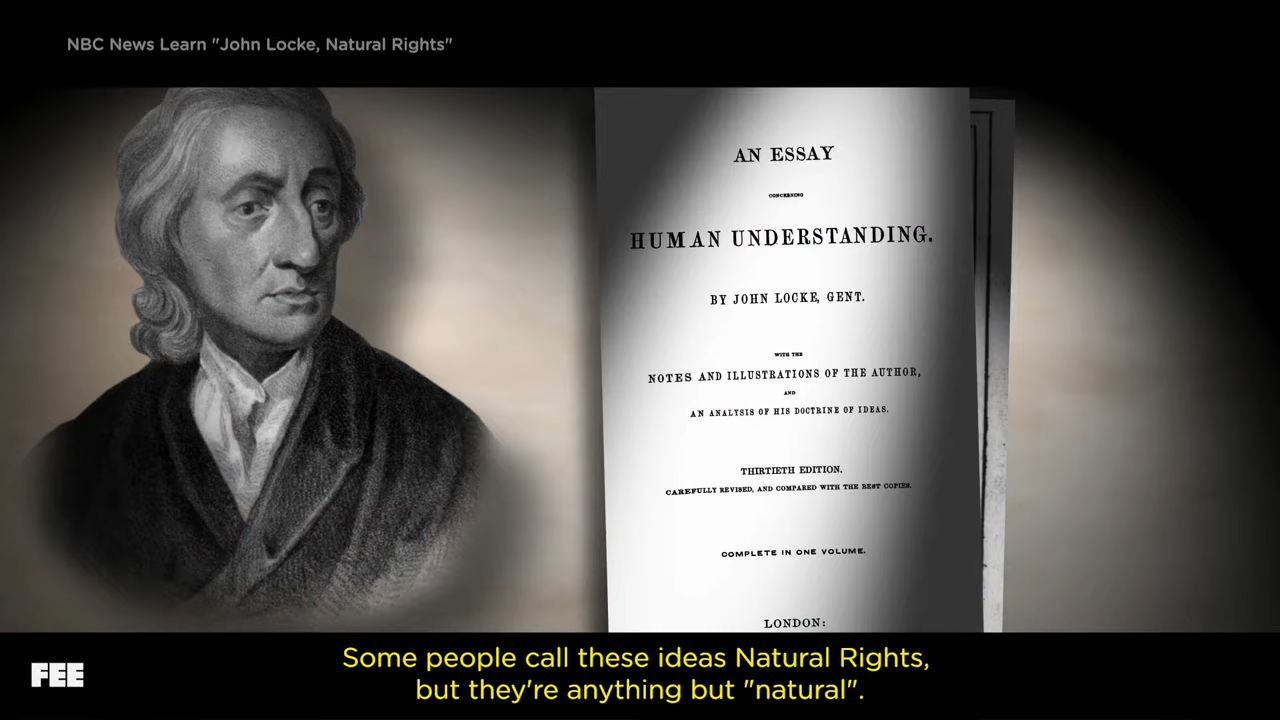 NBC News Learn "John Locke, Natural Rights"
AN ESSAY
CONCERNING
HUMAN UNDERSTANDING.
BY JOHN LOCKE, GENT.
WITH THE
NOTES AND ILLUSTRATIONS OF THE AUTHOR,
AND
AN ANALYSIS OF HIS DOCTRINE OF IDEAS.
THIRTIETH EDITION.
CAREFULLY REVISED, AND COMPARED WITH THE BEST COPIES.
COMPLETE IN ONE VOLUME.
LONDON:
FEE
Some people call these ideas Natural Rights,
but they're anything but "natural".